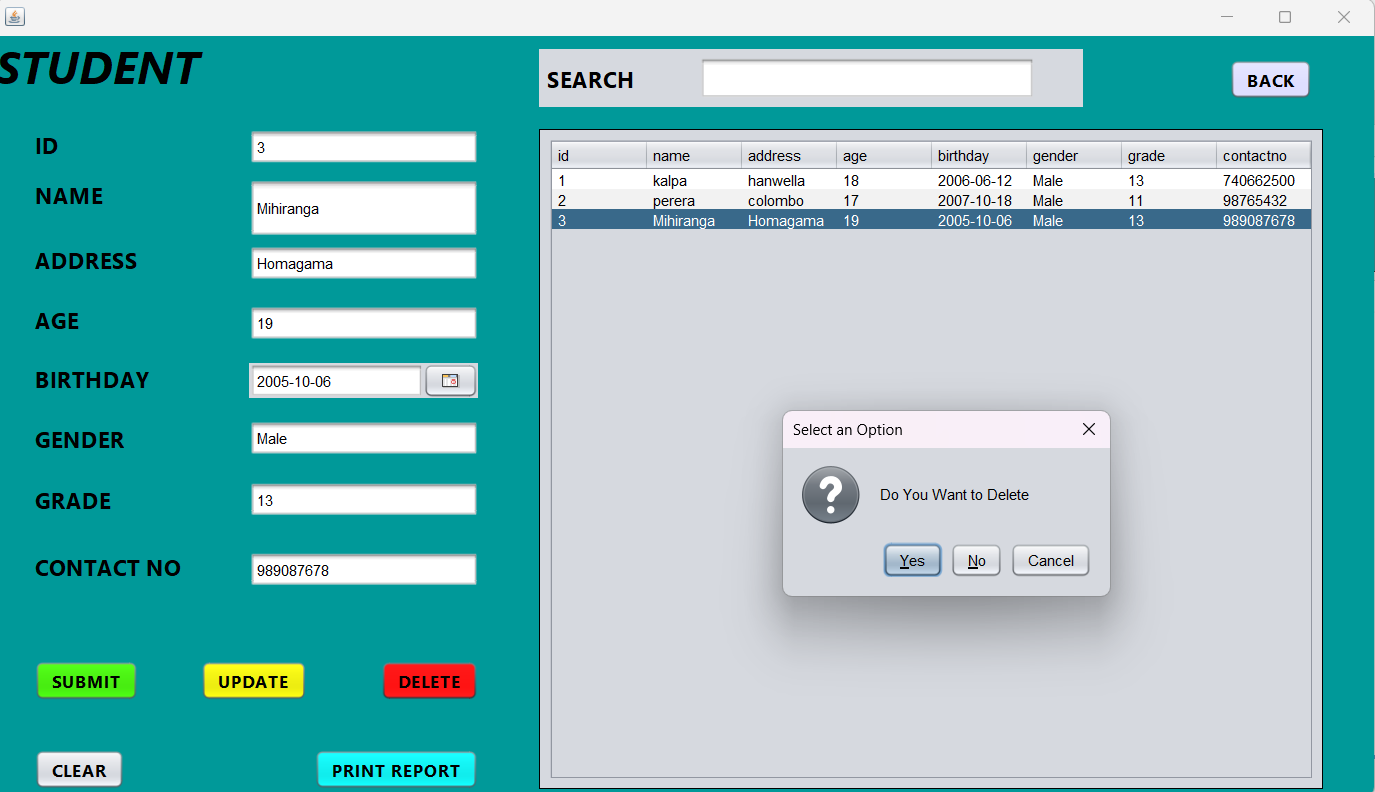 STUDENT
SEARCH
BACK
ID 3
NAME Mihiranga
ADDRESS Homagama
AGE 19
BIRTHDAY 2005-10-06
GENDER Male
GRADE 13
CONTACT NO 989087678
SUBMIT UPDATE DELETE
CLEAR PRINT REPORT
id name address age birthday gender grade contactno
1 kalpa hanwella 18 2006-06-12 Male 13 740662500
2 perera colombo 17 2007-10-18 Male 11 98765432
3 Mihiranga Homagama 19 2005-10-06 Male 13 989087678
Select an Option
?
Do You Want to Delete
Yes No Cancel